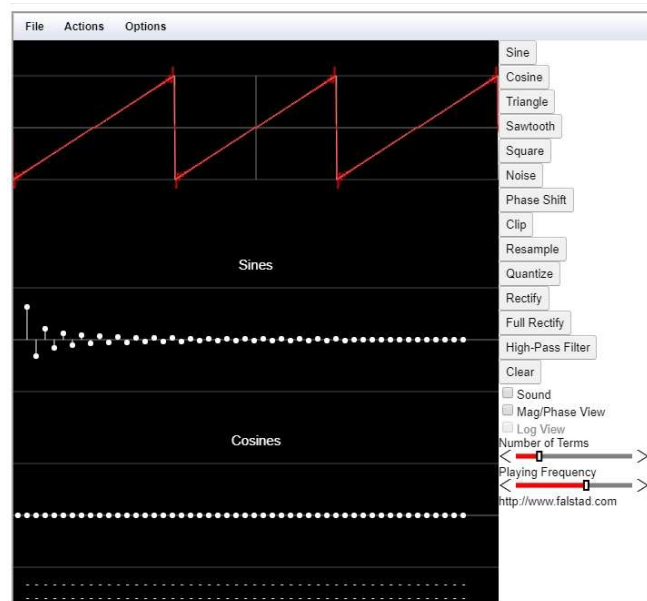 File Actions Options
Sine
Cosine
Triangle
Sawtooth
Square
Noise
Phase Shift
Clip
Resample
Quantize
Rectify
Full Rectify
High-Pass Filter
Clear
Sound
Mag/Phase View
Log View
Number of Terms
Playing Frequency
http://www.falstad.com
Sines
Cosines